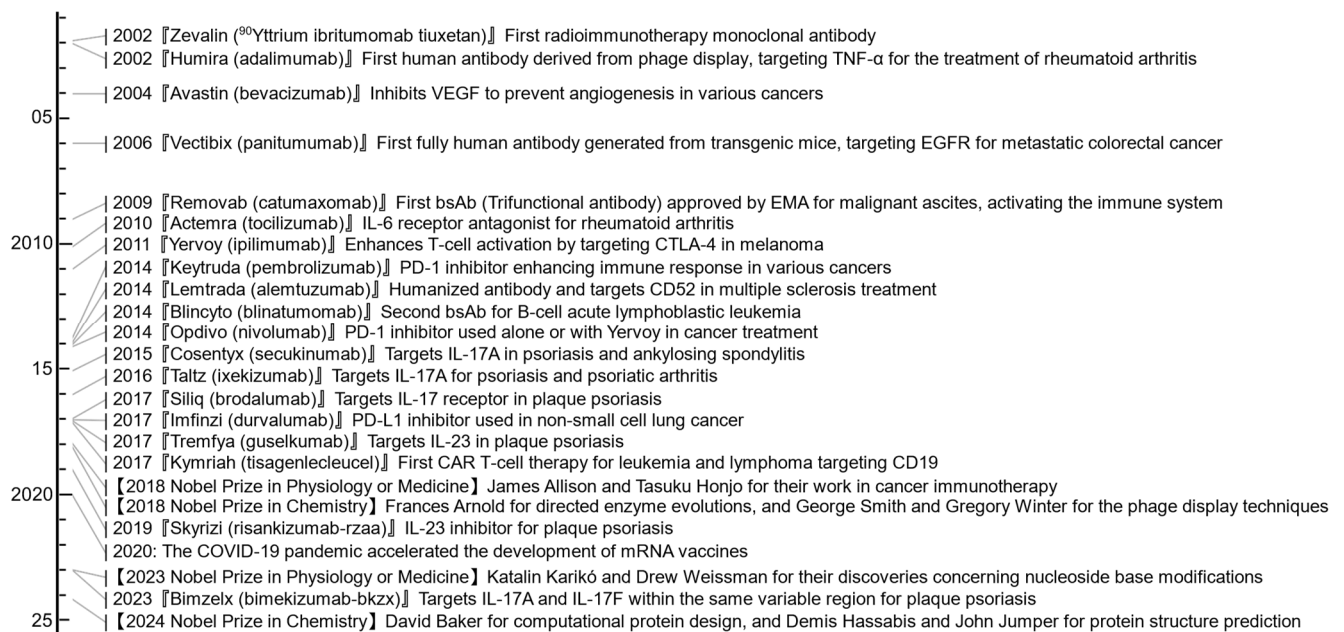 2002『Zevalin (⁹⁰Yttrium ibritumomab tiuxetan)』First radioimmunotherapy monoclonal antibody
2002『Humira (adalimumab)』First human antibody derived from phage display, targeting TNF-α for the treatment of rheumatoid arthritis
2004『Avastin (bevacizumab)』Inhibits VEGF to prevent angiogenesis in various cancers
05
2006『Vectibix (panitumumab)』First fully human antibody generated from transgenic mice, targeting EGFR for metastatic colorectal cancer
2009『Removab (catumaxomab)』First bsAb (Trifunctional antibody) approved by EMA for malignant ascites, activating the immune system
2010『Actemra (tocilizumab)』IL-6 receptor antagonist for rheumatoid arthritis
2010
2011『Yervoy (ipilimumab)』Enhances T-cell activation by targeting CTLA-4 in melanoma
2014『Keytruda (pembrolizumab)』PD-1 inhibitor enhancing immune response in various cancers
2014『Lemtrada (alemtuzumab)』Humanized antibody and targets CD52 in multiple sclerosis treatment
2014『Blincyto (blinatumomab)』Second bsAb for B-cell acute lymphoblastic leukemia
2014『Opdivo (nivolumab)』PD-1 inhibitor used alone or with Yervoy in cancer treatment
2015『Cosentyx (secukinumab)』Targets IL-17A in psoriasis and ankylosing spondylitis
15
2016『Taltz (ixekizumab)』Targets IL-17A for psoriasis and psoriatic arthritis
2017『Siliq (brodalumab)』Targets IL-17 receptor in plaque psoriasis
2017『Imfinzi (durvalumab)』PD-L1 inhibitor used in non-small cell lung cancer
2017『Tremfya (guselkumab)』Targets IL-23 in plaque psoriasis
2017『Kymriah (tisagenlecleucel)』First CAR T-cell therapy for leukemia and lymphoma targeting CD19
【2018 Nobel Prize in Physiology or Medicine】James Allison and Tasuku Honjo for their work in cancer immunotherapy
2020
【2018 Nobel Prize in Chemistry】Frances Arnold for directed enzyme evolutions, and George Smith and Gregory Winter for the phage display techniques
2019『Skyrizi (risankizumab-rzaa)』IL-23 inhibitor for plaque psoriasis
2020: The COVID-19 pandemic accelerated the development of mRNA vaccines
【2023 Nobel Prize in Physiology or Medicine】Katalin Karikó and Drew Weissman for their discoveries concerning nucleoside base modifications
2023『Bimzelx (bimekizumab-bkzx)』Targets IL-17A and IL-17F within the same variable region for plaque psoriasis
25
【2024 Nobel Prize in Chemistry】David Baker for computational protein design, and Demis Hassabis and John Jumper for protein structure prediction